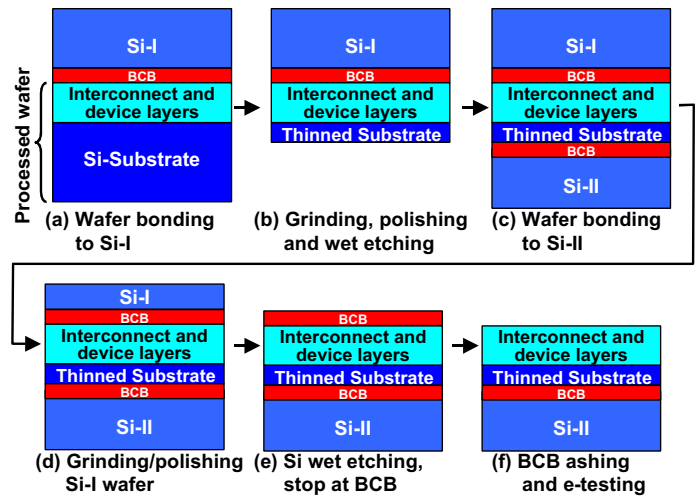 Processed wafer
Si-I
BCB
Interconnect and
device layers
Si-Substrate
(a) Wafer bonding
to Si-I
Si-I
BCB
Interconnect and
device layers
Thinned Substrate
(b) Grinding, polishing
and wet etching
Si-I
BCB
Interconnect and
device layers
Thinned Substrate
BCB
Si-II
(c) Wafer bonding
to Si-II
Si-I
BCB
Interconnect and
device layers
Thinned Substrate
BCB
Si-II
(d) Grinding/polishing
Si-I wafer
BCB
Interconnect and
device layers
Thinned Substrate
BCB
Si-II
(e) Si wet etching,
stop at BCB
Interconnect and
device layers
Thinned Substrate
BCB
Si-II
(f) BCB ashing
and e-testing